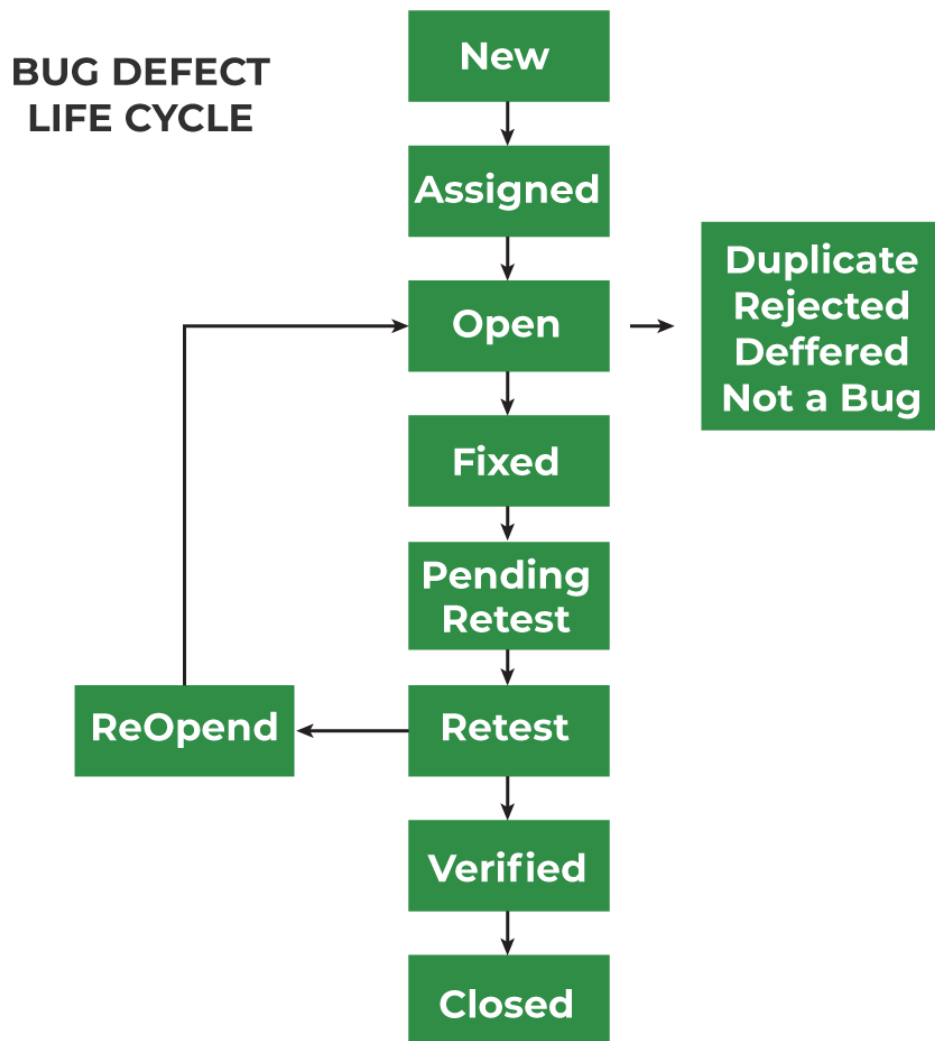 BUG DEFECT
LIFE CYCLE
New
Assigned
Open
Duplicate
Rejected
Deffered
Not a Bug
Fixed
Pending
Retest
ReOpend
Retest
Verified
Closed